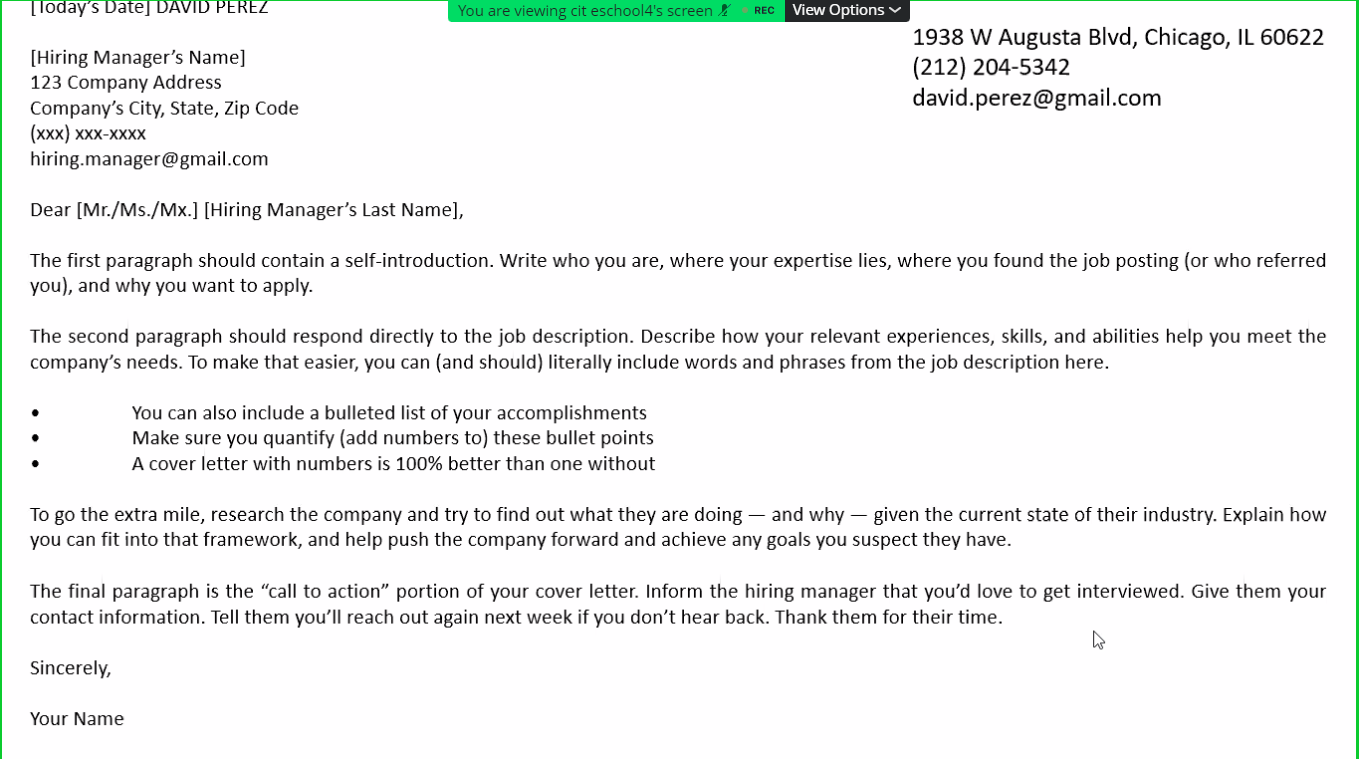 [Today's Date] DAVID PEREZ
You are viewing cit eschool4's screen REC View Options
1938 W Augusta Blvd, Chicago, IL 60622
(212) 204-5342
david.perez@gmail.com
[Hiring Manager’s Name]
123 Company Address
Company’s City, State, Zip Code
(xxx) xxx-xxxx
hiring.manager@gmail.com
Dear [Mr./Ms./Mx.] [Hiring Manager’s Last Name],
The first paragraph should contain a self-introduction. Write who you are, where your expertise lies, where you found the job posting (or who referred
you), and why you want to apply.
The second paragraph should respond directly to the job description. Describe how your relevant experiences, skills, and abilities help you meet the
company’s needs. To make that easier, you can (and should) literally include words and phrases from the job description here.
• You can also include a bulleted list of your accomplishments
• Make sure you quantify (add numbers to) these bullet points
• A cover letter with numbers is 100% better than one without
To go the extra mile, research the company and try to find out what they are doing — and why — given the current state of their industry. Explain how
you can fit into that framework, and help push the company forward and achieve any goals you suspect they have.
The final paragraph is the “call to action” portion of your cover letter. Inform the hiring manager that you’d love to get interviewed. Give them your
contact information. Tell them you’ll reach out again next week if you don’t hear back. Thank them for their time.
Sincerely,
Your Name